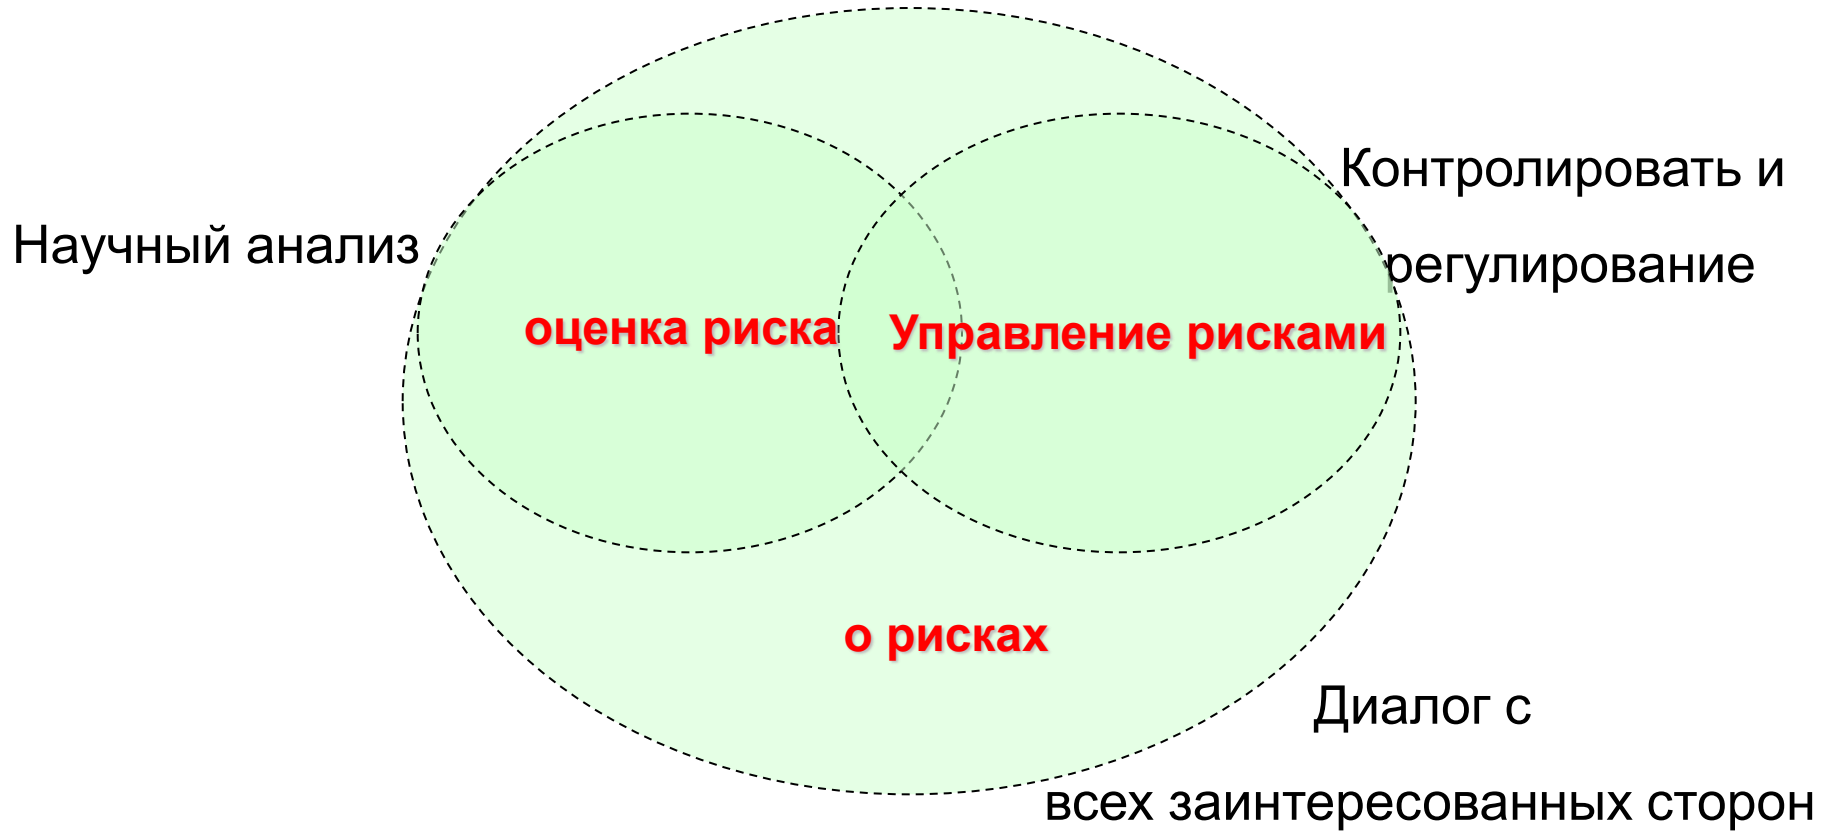 Контролировать и
регулирование
Научный анализ
оценка риска
Управление рисками
о рисках
Диалог с
всех заинтересованных сторон